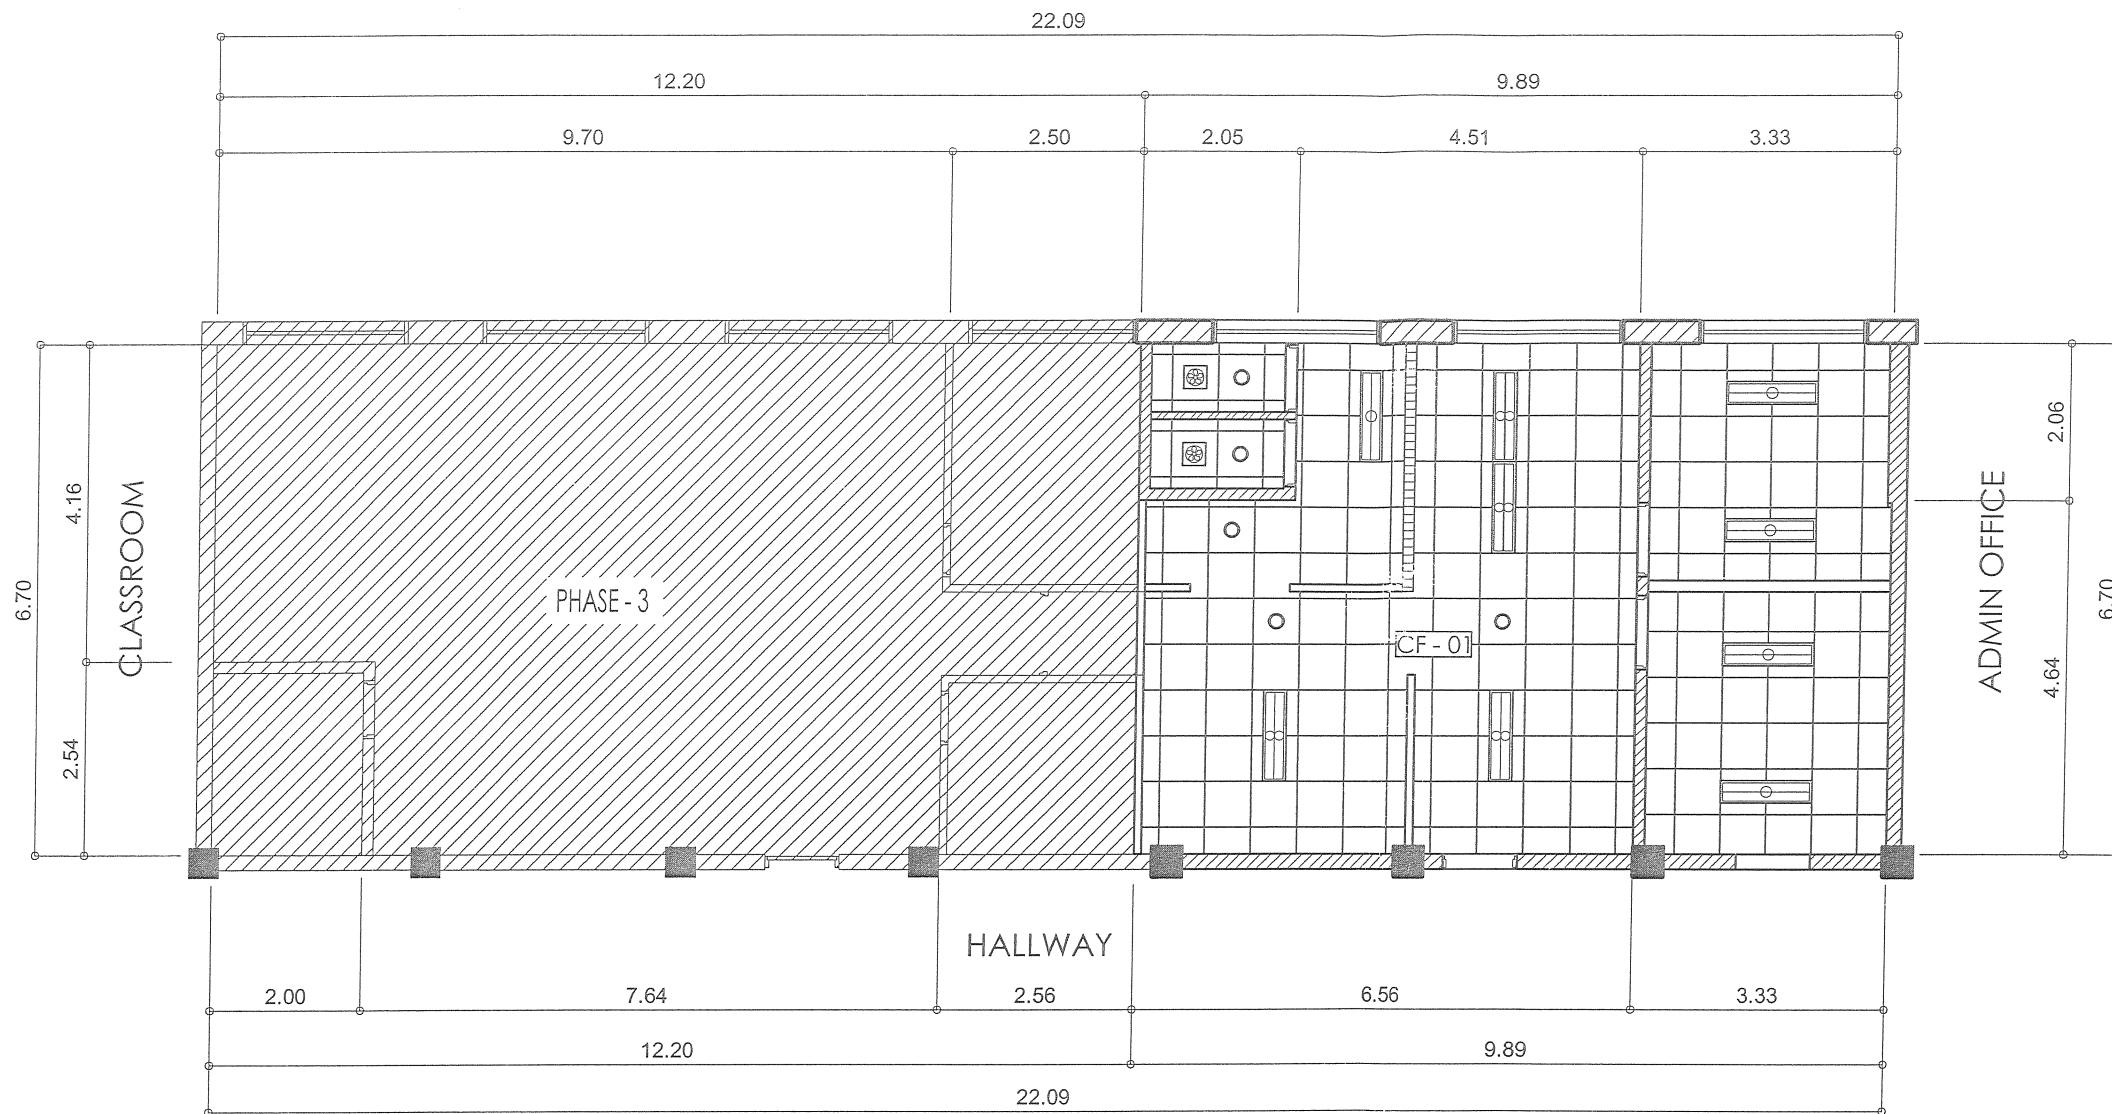 22.09
12.20 9.89
9.70 2.50 2.05 4.51 3.33
2.06
4.16
CLASSROOM
ADMIN OFFICE
6.70
PHASE - 3
6.70
CF - 01
4.64
2.54
HALLWAY
2.00 7.64 2.56 6.56 3.33
12.20 9.89
22.09